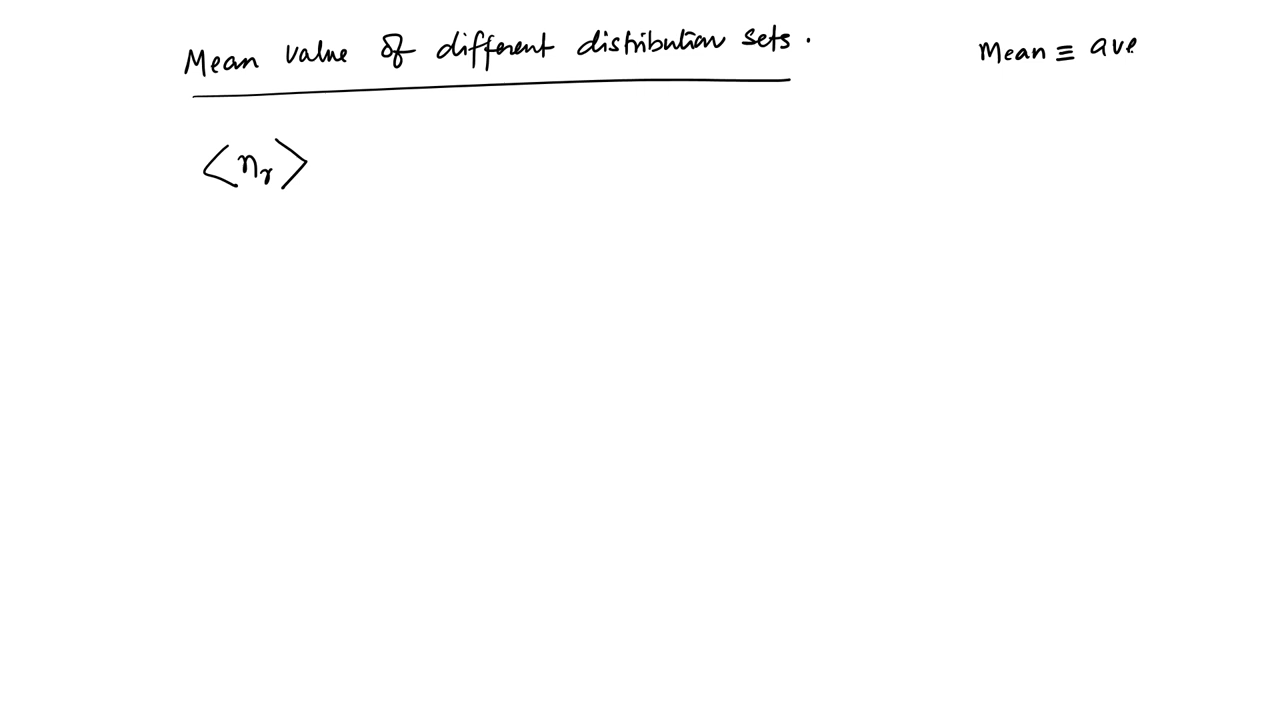 Mean value of different distribution sets.
Mean ≡ ave
⟨n_r⟩